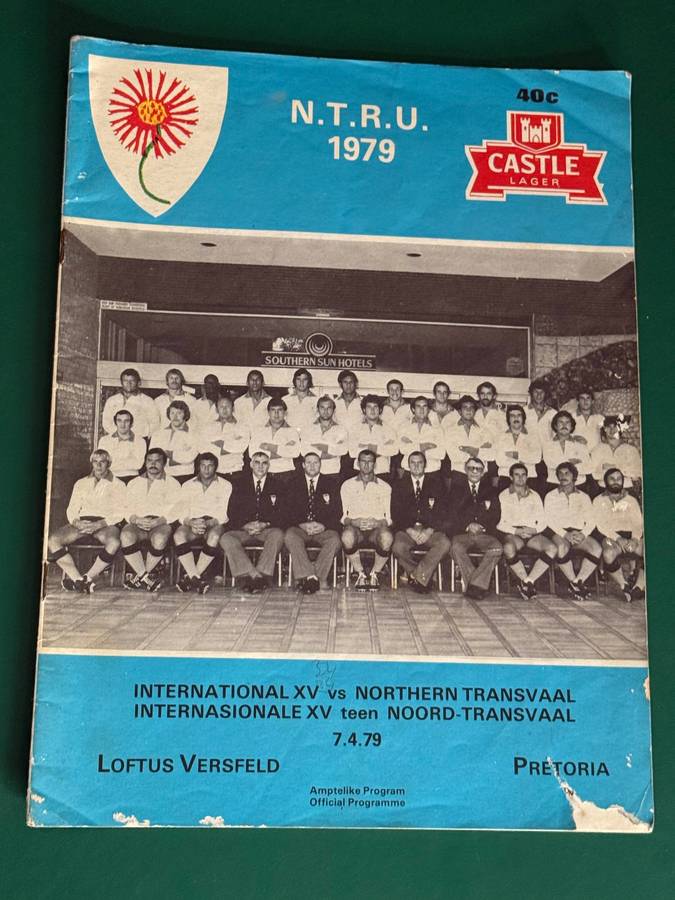 N.T.R.U.
1979
40c
CASTLE
LAGER
SOUTHERN SUN HOTELS
INTERNATIONAL XV vs NORTHERN TRANSVAAL
INTERNASIONALE XV teen NOORD-TRANSVAAL
7.4.79
LOFTUS VERSFELD
PRETORIA
Amptelike Program
Official Programme